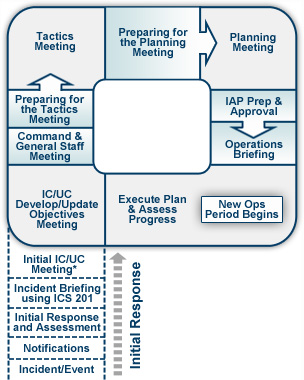 Tactics
Meeting
Preparing for
the Planning
Meeting
Planning
Meeting
Preparing for
the Tactics
Meeting
Command &
General Staff
Meeting
IAP Prep &
Approval
Operations
Briefing
IC/UC
Develop/Update
Objectives
Meeting
Execute Plan
& Assess
Progress
New Ops
Period Begins
Initial IC/UC
Meeting*
Incident Briefing
using ICS 201
Initial Response
and Assessment
Notifications
Incident/Event
Initial Response